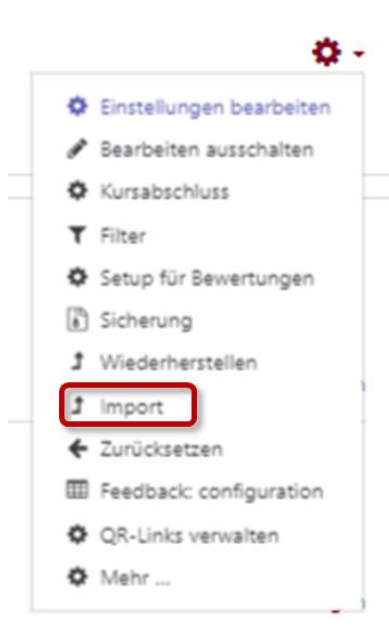 Einstellungen bearbeiten
Bearbeiten ausschalten
Kursabschluss
Filter
Setup für Bewertungen
Sicherung
Wiederherstellen
Import
Zurücksetzen
Feedback: configuration
QR-Links verwalten
Mehr ...